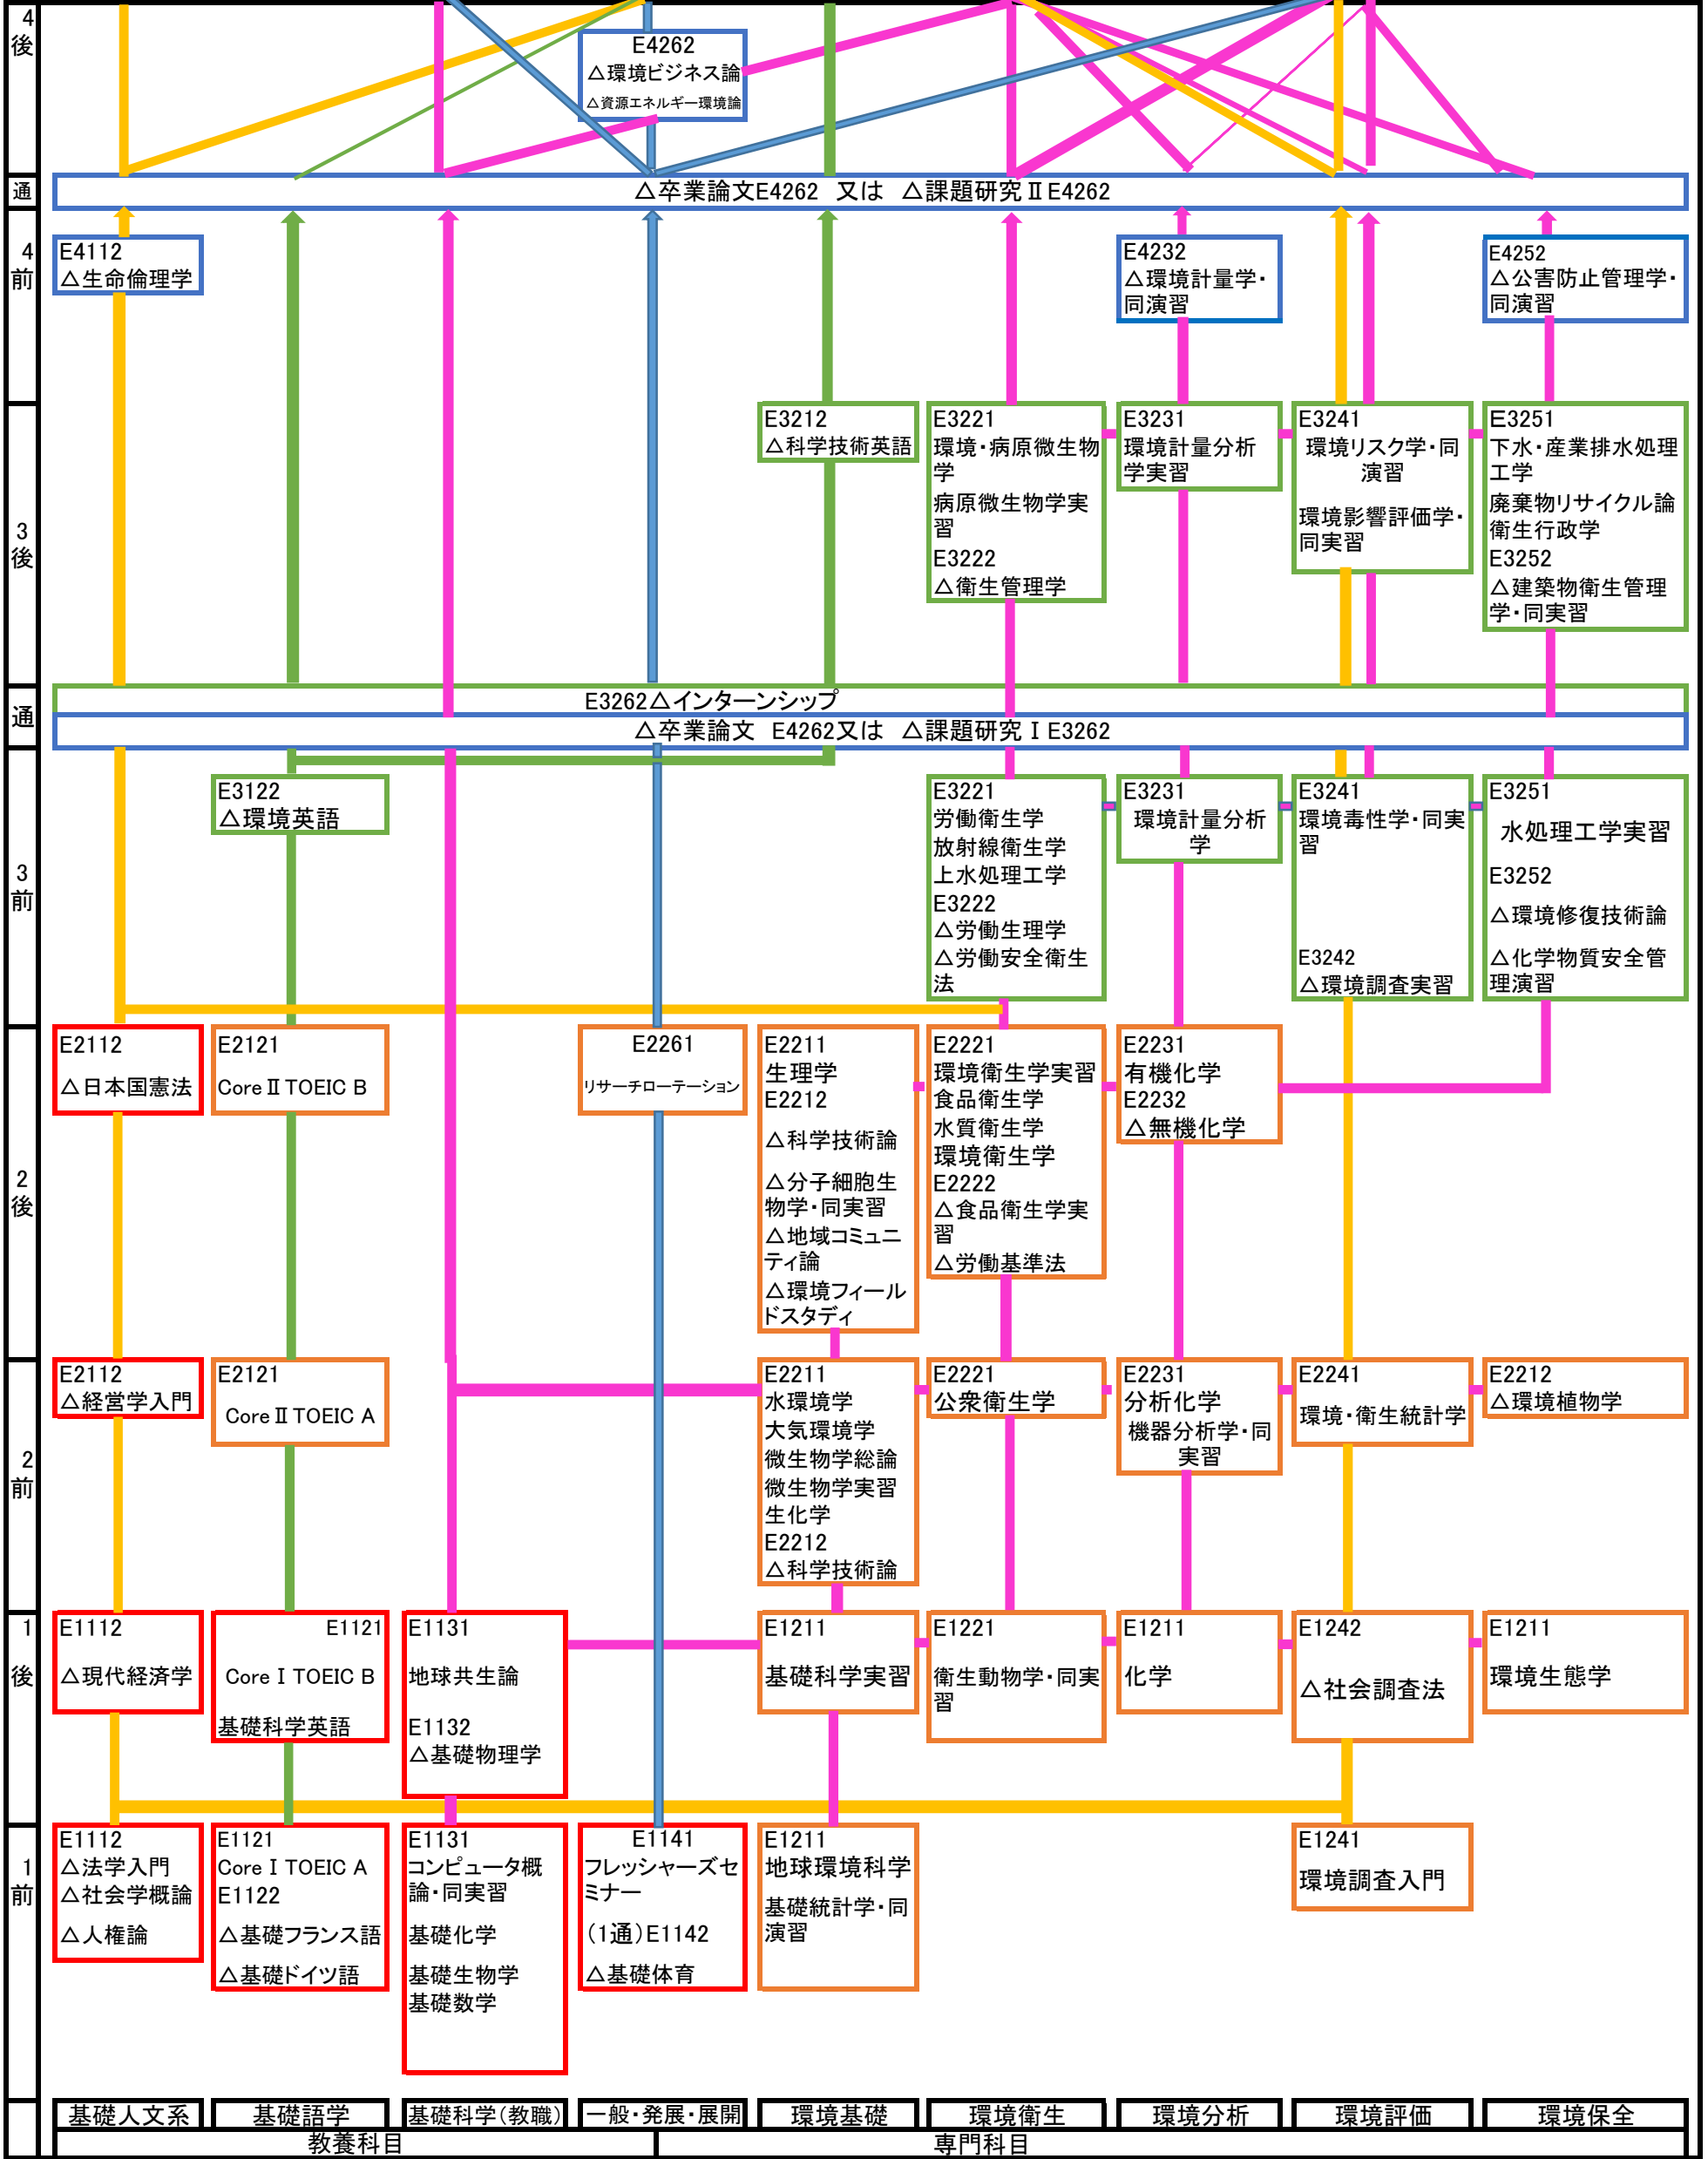 4
後
E4262
△環境ビジネス論
△資源エネルギー環境論
通
△卒業論文E4262 又は △課題研究ⅡE4262
4
前
E4112
△生命倫理学
E4232
△環境計量学・
同演習
E4252
△公害防止管理学・
同演習
3
後
E3212
△科学技術英語
E3221
環境・病原微生物
学
病原微生物学実
習
E3222
△衛生管理学
E3231
環境計量分析
学実習
E3241
環境リスク学・同
演習
環境影響評価学・
同実習
E3251
下水・産業排水処理
工学
廃棄物リサイクル論
衛生行政学
E3252
△建築物衛生管理
学・同実習
通
E3262△インターンシップ
△卒業論文 E4262又は △課題研究ⅠE3262
3
前
E3122
△環境英語
E3221
労働衛生学
放射線衛生学
上水処理工学
E3222
△労働生理学
△労働安全衛生
法
E3231
環境計量分析
学
E3241
環境毒性学・同実
習
E3242
△環境調査実習
E3251
水処理工学実習
E3252
△環境修復技術論
△化学物質安全管
理演習
2
後
E2112
△日本国憲法
E2121
CoreⅡTOEIC B
E2261
リサーチローテーション
E2211
生理学
E2212
△科学技術論
△分子細胞生
物学・同実習
△地域コミュニ
ティ論
△環境フィール
ドスタディ
E2221
環境衛生学実習
食品衛生学
水質衛生学
環境衛生学
E2222
△食品衛生学実
習
△労働基準法
E2231
有機化学
E2232
△無機化学
2
前
E2112
△経営学入門
E2121
CoreⅡTOEIC A
E2211
水環境学
大気環境学
微生物学総論
微生物学実習
生化学
E2212
△科学技術論
E2221
公衆衛生学
E2231
分析化学
機器分析学・同
実習
E2241
環境・衛生統計学
E2212
△環境植物学
1
後
E1112
△現代経済学
E1121
CoreⅠTOEIC B
基礎科学英語
E1131
地球共生論
E1132
△基礎物理学
E1211
基礎科学実習
E1221
衛生動物学・同実
習
E1211
化学
E1242
△社会調査法
E1211
環境生態学
1
前
E1112
△法学入門
△社会学概論
△人権論
E1121
CoreⅠTOEIC A
E1122
△基礎フランス語
△基礎ドイツ語
E1131
コンピュータ概
論・同実習
基礎化学
基礎生物学
基礎数学
E1141
フレッシャーズセ
ミナー
(1通)E1142
△基礎体育
E1211
地球環境科学
基礎統計学・同
演習
E1241
環境調査入門
基礎人文系
基礎語学
基礎科学(教職)
一般・発展・展開
環境基礎
環境衛生
環境分析
環境評価
環境保全
教養科目
専門科目